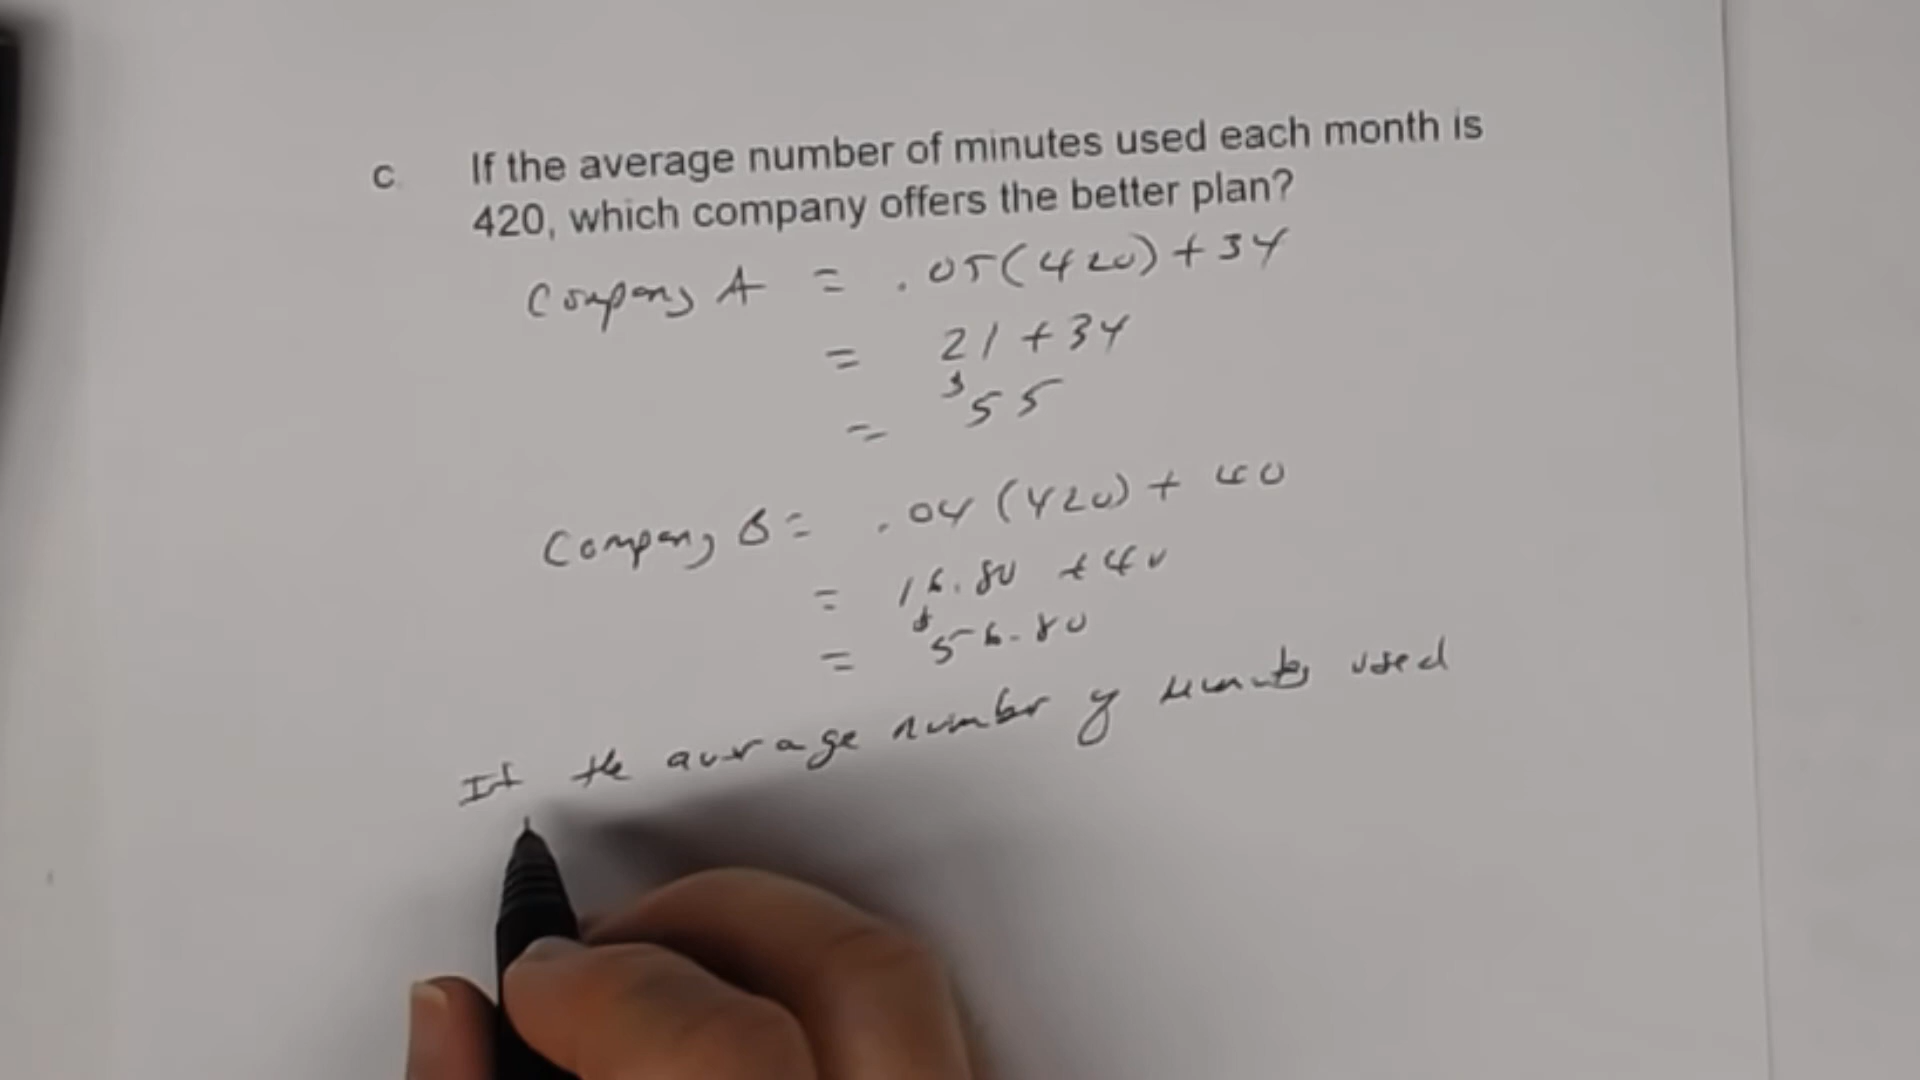 c. If the average number of minutes used each month is
420, which company offers the better plan?
Company A = .05(420)+34
= 21+34
= $55
Company B = .04(420)+40
= 16.80 +40
= $56.80
If the average number of minutes used